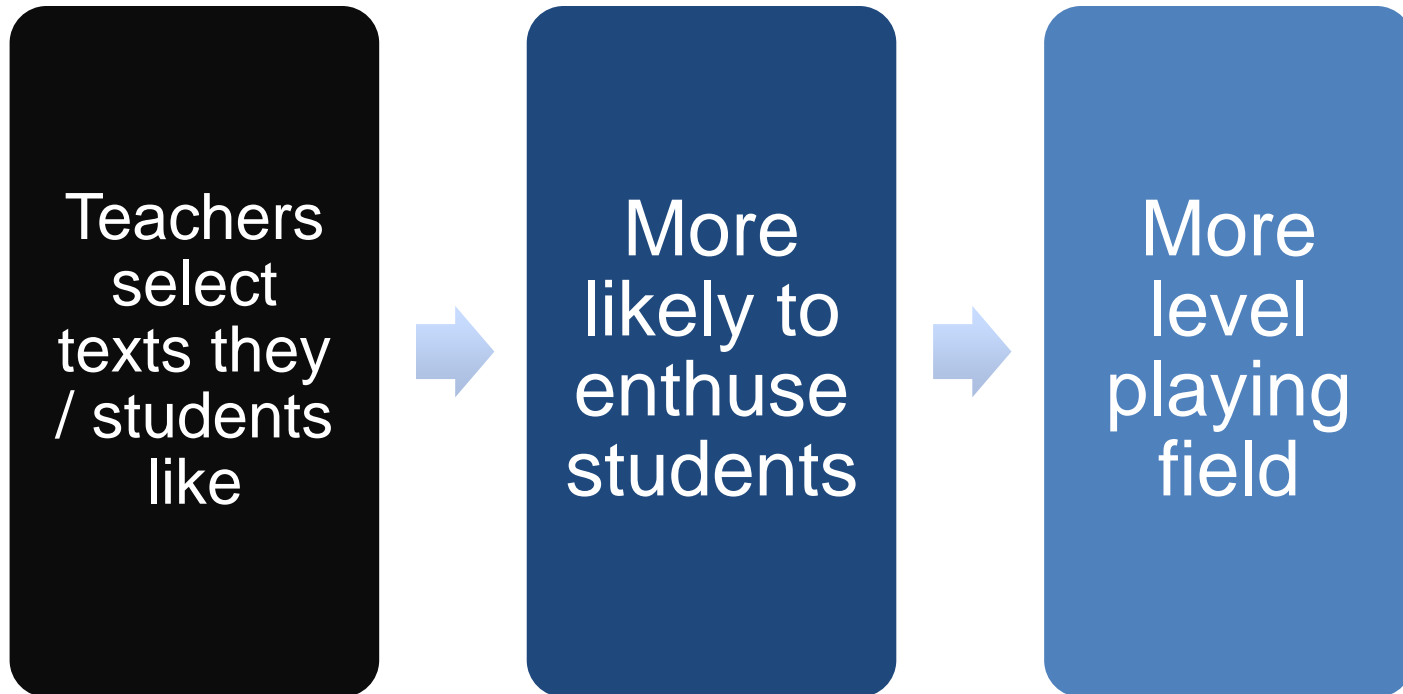 Teachers
select
texts they
/ students
like
More
likely to
enthuse
students
More
level
playing
field